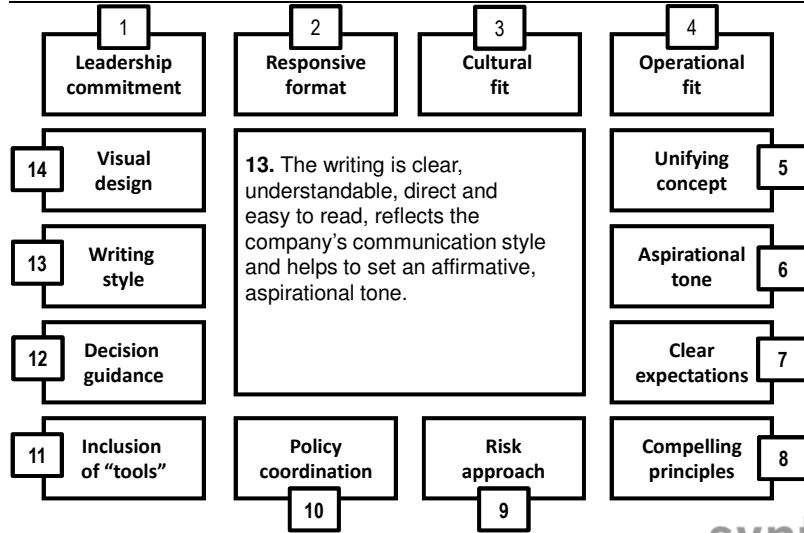 1
Leadership
commitment
2
Responsive
format
3
Cultural
fit
4
Operational
fit
14
Visual
design
13. The writing is clear,
understandable, direct and
easy to read, reflects the
company's communication style
and helps to set an affirmative,
aspirational tone.
Unifying
concept
5
13
Writing
style
Aspirational
tone
6
12
Decision
guidance
Clear
expectations
7
11
Inclusion
of “tools”
Policy
coordination
10
Risk
approach
9
Compelling
principles
8